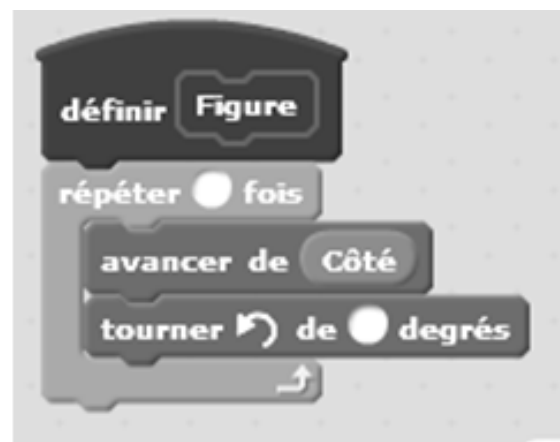 définir Figure
répéter fois
avancer de Côté
tourner de degrés